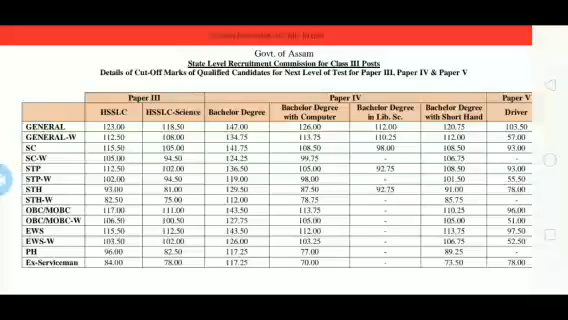 Govt. of Assam
State Level Recruitment Commission for Class III Posts
Details of Cut-Off Marks of Qualified Candidates for Next Level of Test for Paper III, Paper IV & Paper V
Paper III Paper IV Paper V
HSSLC HSSLC-Science Bachelor Degree Bachelor Degree with Computer Bachelor Degree in Lib. Sc. Bachelor Degree with Short Hand Driver
GENERAL 123.00 118.50 147.00 126.00 112.00 120.75 103.50
GENERAL-W 112.50 108.00 134.75 113.75 110.25 112.00 57.00
SC 115.50 105.00 141.75 108.50 98.00 108.50 93.00
SC-W 105.00 94.50 124.25 99.75 - 106.75 -
STP 112.50 102.00 136.50 105.00 92.75 108.50 93.00
STP-W 102.00 94.50 119.00 98.00 - 101.50 55.50
STH 93.00 81.00 129.50 87.50 92.75 91.00 78.00
STH-W 82.50 75.00 112.00 78.75 - 85.75 -
OBC/MOBC 117.00 111.00 143.50 113.75 - 110.25 96.00
OBC/MOBC-W 106.50 100.50 127.75 105.00 - 105.00 51.00
EWS 115.50 112.50 143.50 112.00 - 113.75 97.50
EWS-W 103.50 102.00 126.00 103.25 - 106.75 52.50
PH 96.00 82.50 117.25 77.00 - 89.25 -
Ex-Serviceman 84.00 78.00 117.25 70.00 - 73.50 78.00